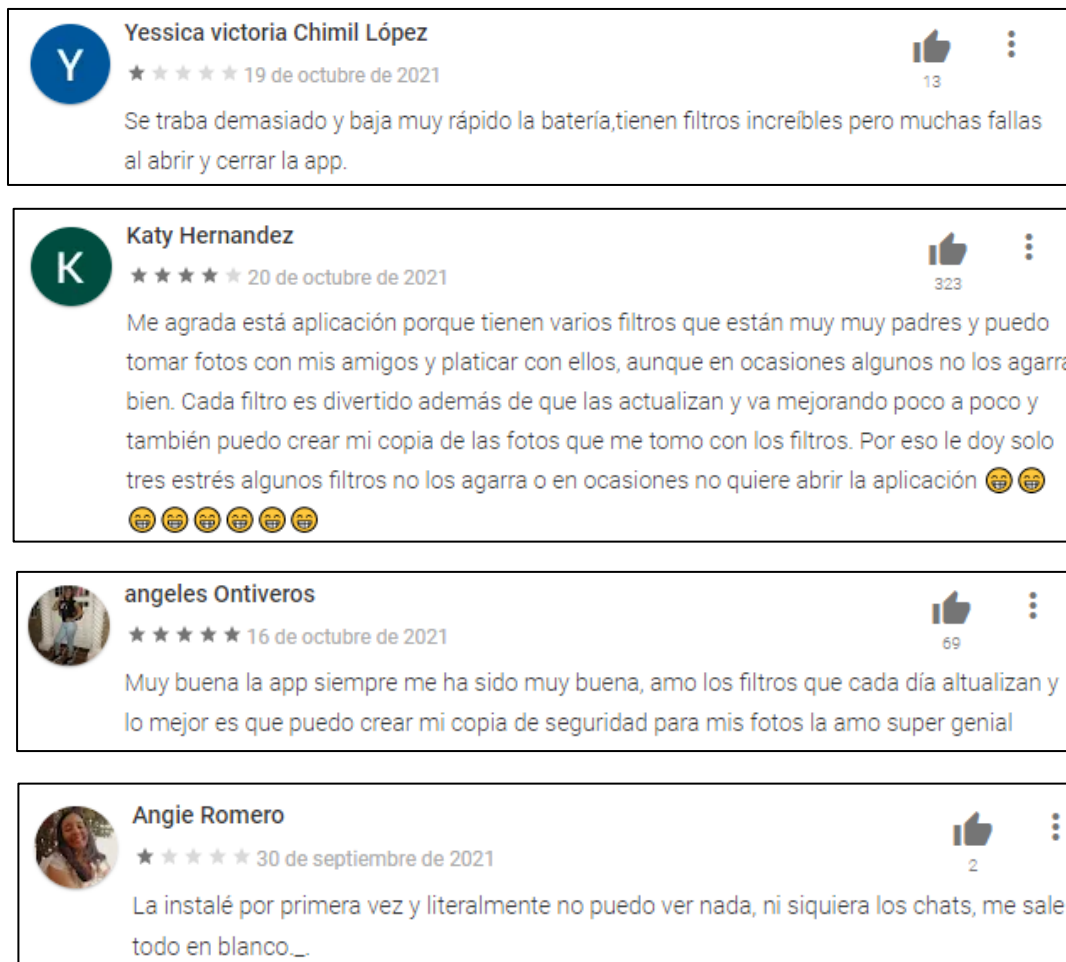 Y
Yessica victoria Chimil López
19 de octubre de 2021
13
Se traba demasiado y baja muy rápido la batería,tienen filtros increíbles pero muchas fallas
al abrir y cerrar la app.
K
Katy Hernandez
20 de octubre de 2021
323
Me agrada está aplicación porque tienen varios filtros que están muy muy padres y puedo
tomar fotos con mis amigos y platicar con ellos, aunque en ocasiones algunos no los agarra
bien. Cada filtro es divertido además de que las actualizan y va mejorando poco a poco y
también puedo crear mi copia de las fotos que me tomo con los filtros. Por eso le doy solo
tres estrés algunos filtros no los agarra o en ocasiones no quiere abrir la aplicación 😁😁
😁😁😁😁😁😁
angeles Ontiveros
16 de octubre de 2021
69
Muy buena la app siempre me ha sido muy buena, amo los filtros que cada día altualizan y
lo mejor es que puedo crear mi copia de seguridad para mis fotos la amo super genial
Angie Romero
30 de septiembre de 2021
2
La instalé por primera vez y literalmente no puedo ver nada, ni siquiera los chats, me sale
todo en blanco._.